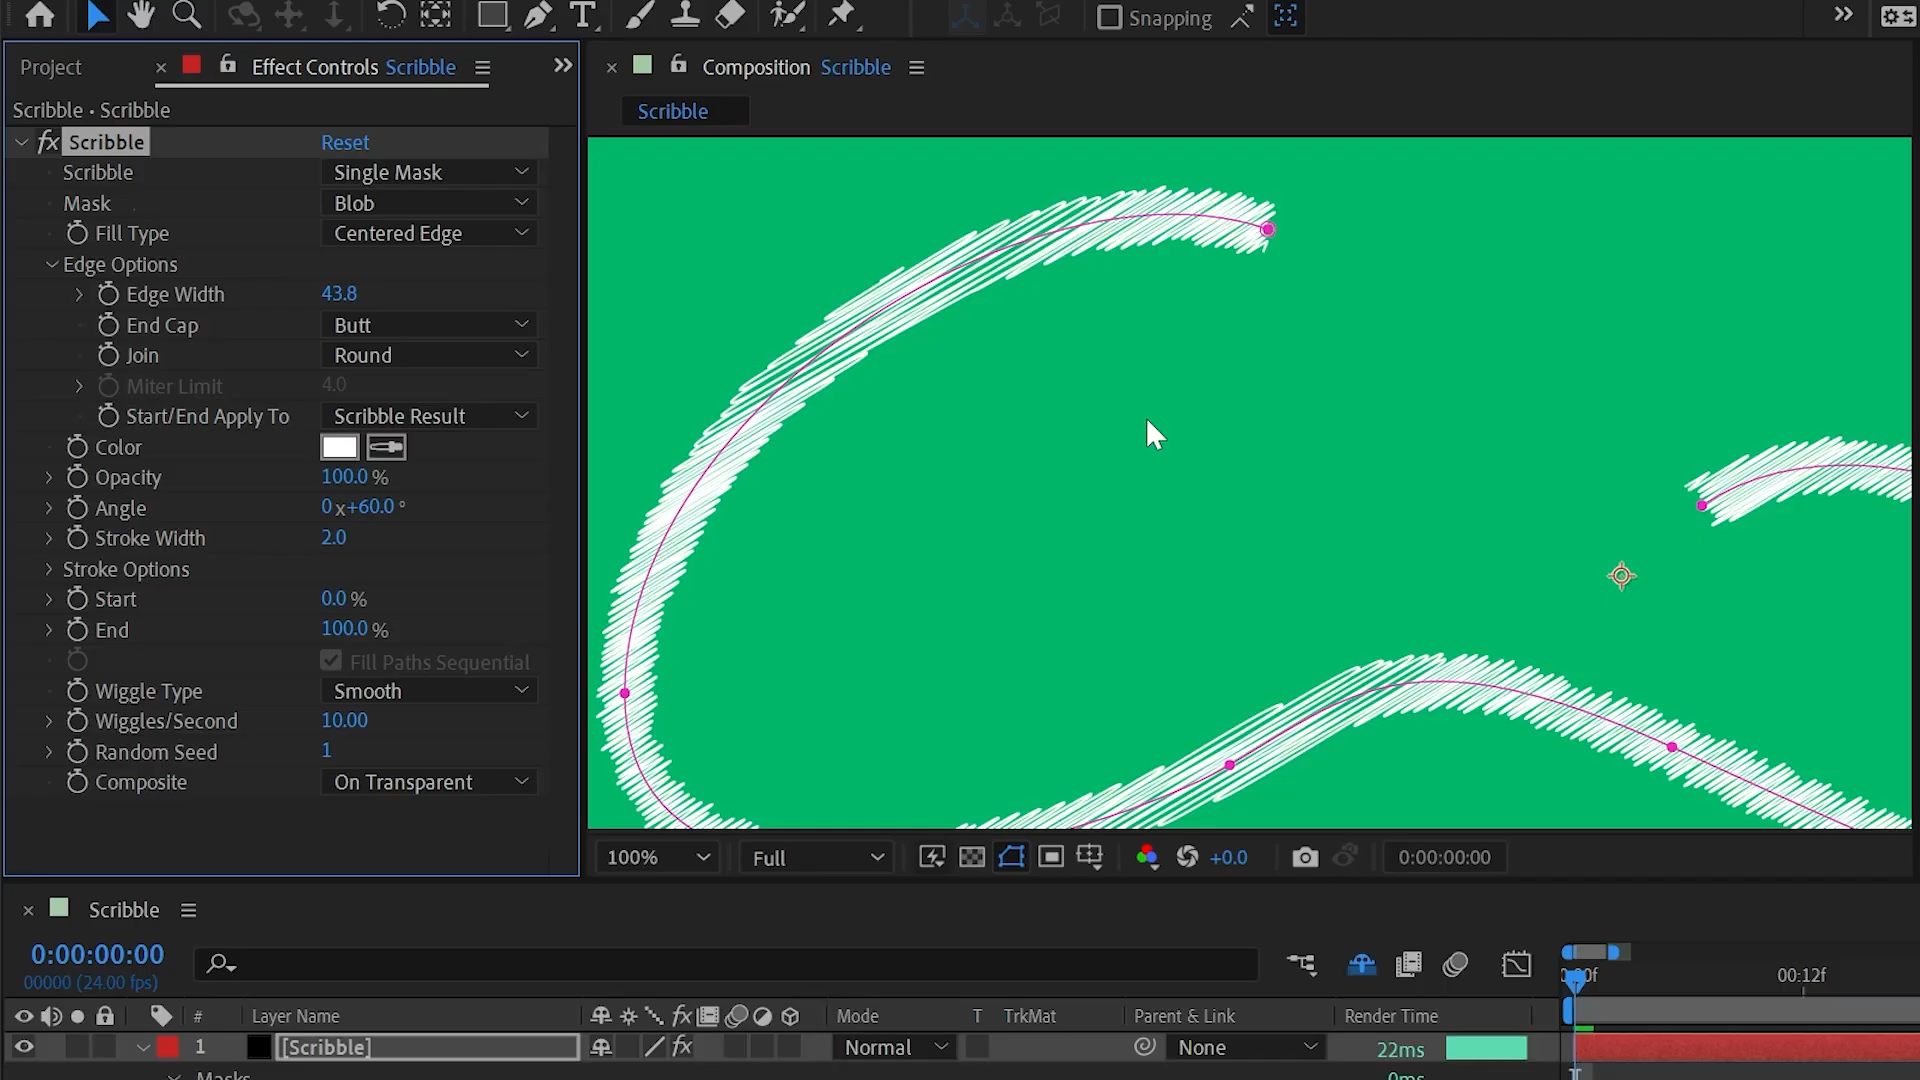 Snapping
Project
Effect Controls Scribble
Composition Scribble
Scribble • Scribble
Scribble
fx Scribble Reset
Scribble Single Mask
Mask Blob
Fill Type Centered Edge
Edge Options
Edge Width 43.8
End Cap Butt
Join Round
Miter Limit 4.0
Start/End Apply To Scribble Result
Color
Opacity 100.0 %
Angle 0 x+60.0 °
Stroke Width 2.0
Stroke Options
Start 0.0 %
End 100.0 %
Fill Paths Sequential
Wiggle Type Smooth
Wiggles/Second 10.00
Random Seed 1
Composite On Transparent
100% Full +0.0 0:00:00:00
Scribble
0:00:00:00
00000 (24.00 fps)
00:12f
# Layer Name fx Mode T TrkMat Parent & Link Render Time
1 [Scribble] fx Normal None 22ms
Masks 0ms